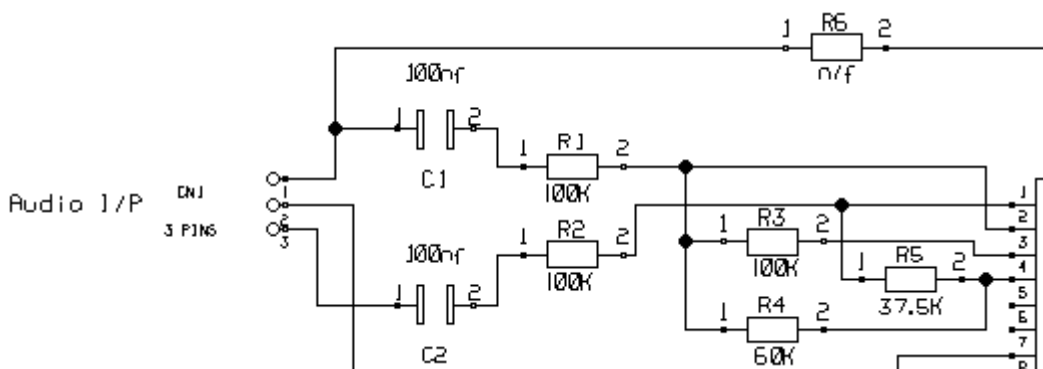 1 R6 2
n/f
100nf
1 2
C1
1 R1 2
100K
Audio I/P
CN1
3 PINS
1
2
3
1 R2 2
100K
100nf
1 2
C2
1 R3 2
100K
1 R5 2
37.5K
1 R4 2
60K
1
2
3
4
5
6
7